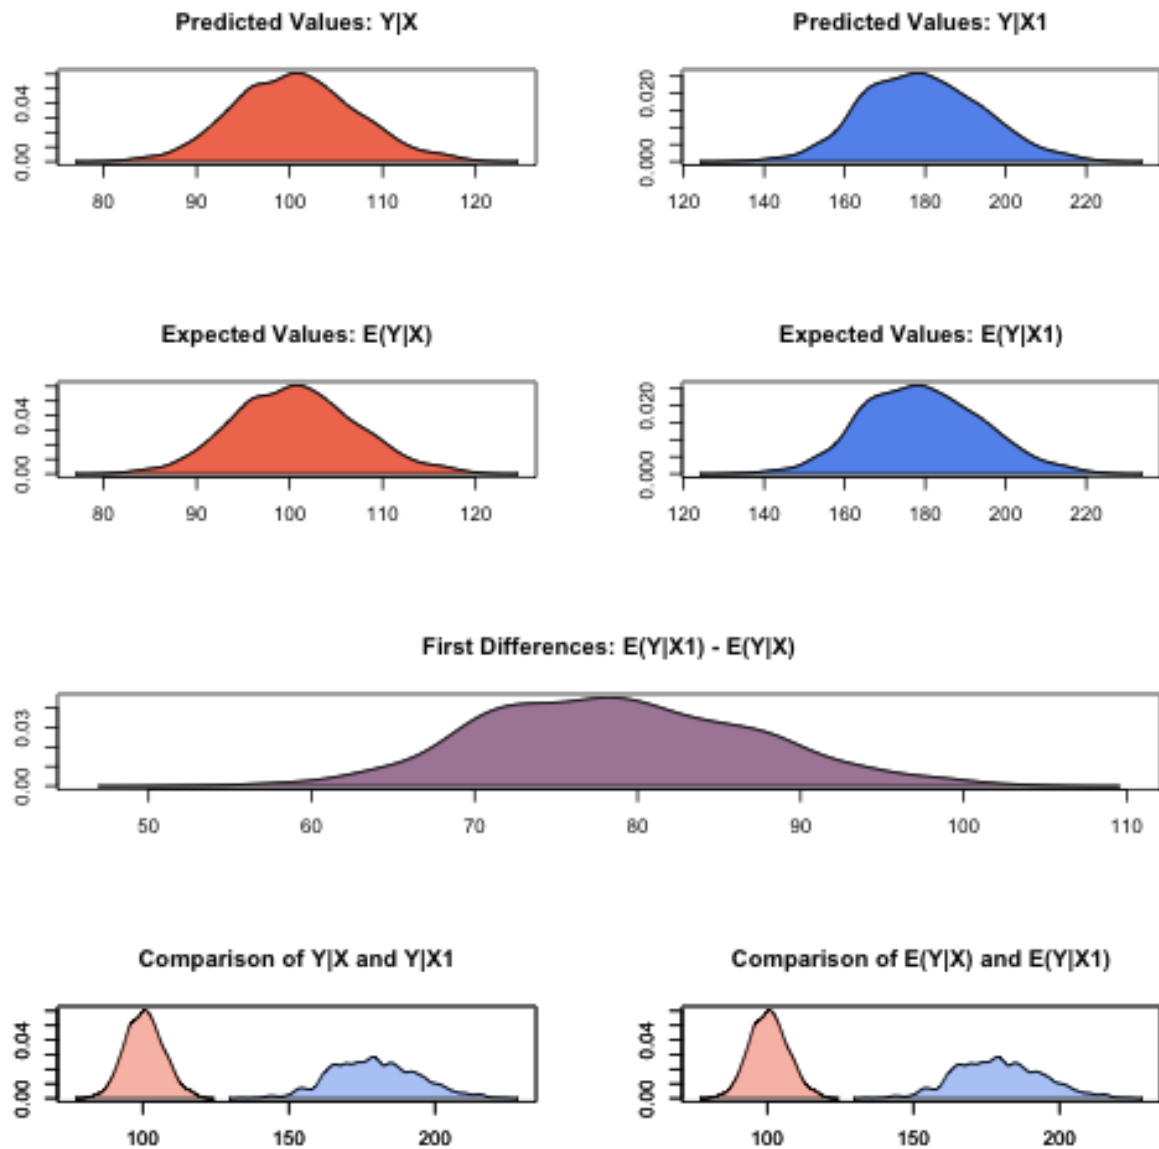 Predicted Values: Y|X
Predicted Values: Y|X1
0.04
0.00
80 90 100 110 120
0.020
0.000
120 140 160 180 200 220
Expected Values: E(Y|X)
Expected Values: E(Y|X1)
0.04
0.00
80 90 100 110 120
0.020
0.000
120 140 160 180 200 220
First Differences: E(Y|X1) - E(Y|X)
0.03
0.00
50 60 70 80 90 100 110
Comparison of Y|X and Y|X1
Comparison of E(Y|X) and E(Y|X1)
0.04
0.00
100 150 200
0.04
0.00
100 150 200